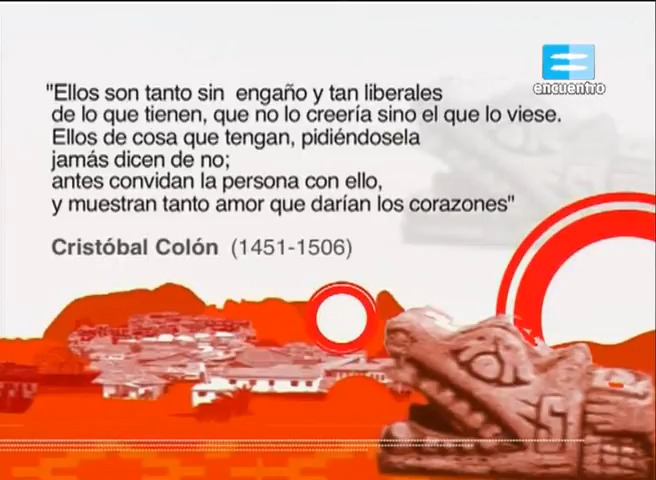 encuentro
"Ellos son tanto sin engaño y tan liberales
de lo que tienen, que no lo creería sino el que lo viese.
Ellos de cosa que tengan, pidiéndosela
jamás dicen de no;
antes convidan la persona con ello,
y muestran tanto amor que darían los corazones"
Cristóbal Colón (1451-1506)